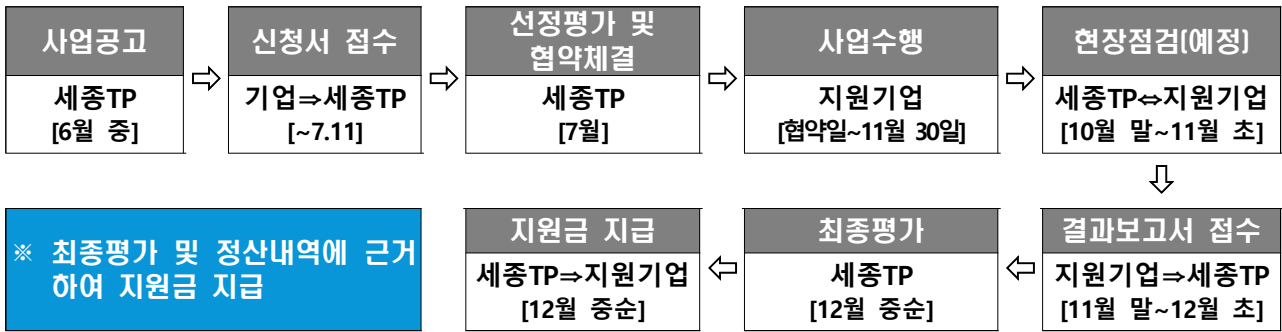 사업공고
세종TP
[6월 중]
신청서 접수
기업⇒세종TP
[~7.11]
선정평가 및
협약체결
세종TP
[7월]
사업수행
지원기업
[협약일~11월 30일]
현장점검(예정)
세종TP⇔지원기업
[10월 말~11월 초]
결과보고서 접수
지원기업⇒세종TP
[11월 말~12월 초]
최종평가
세종TP
[12월 중순]
지원금 지급
세종TP⇒지원기업
[12월 중순]
※ 최종평가 및 정산내역에 근거
하여 지원금 지급